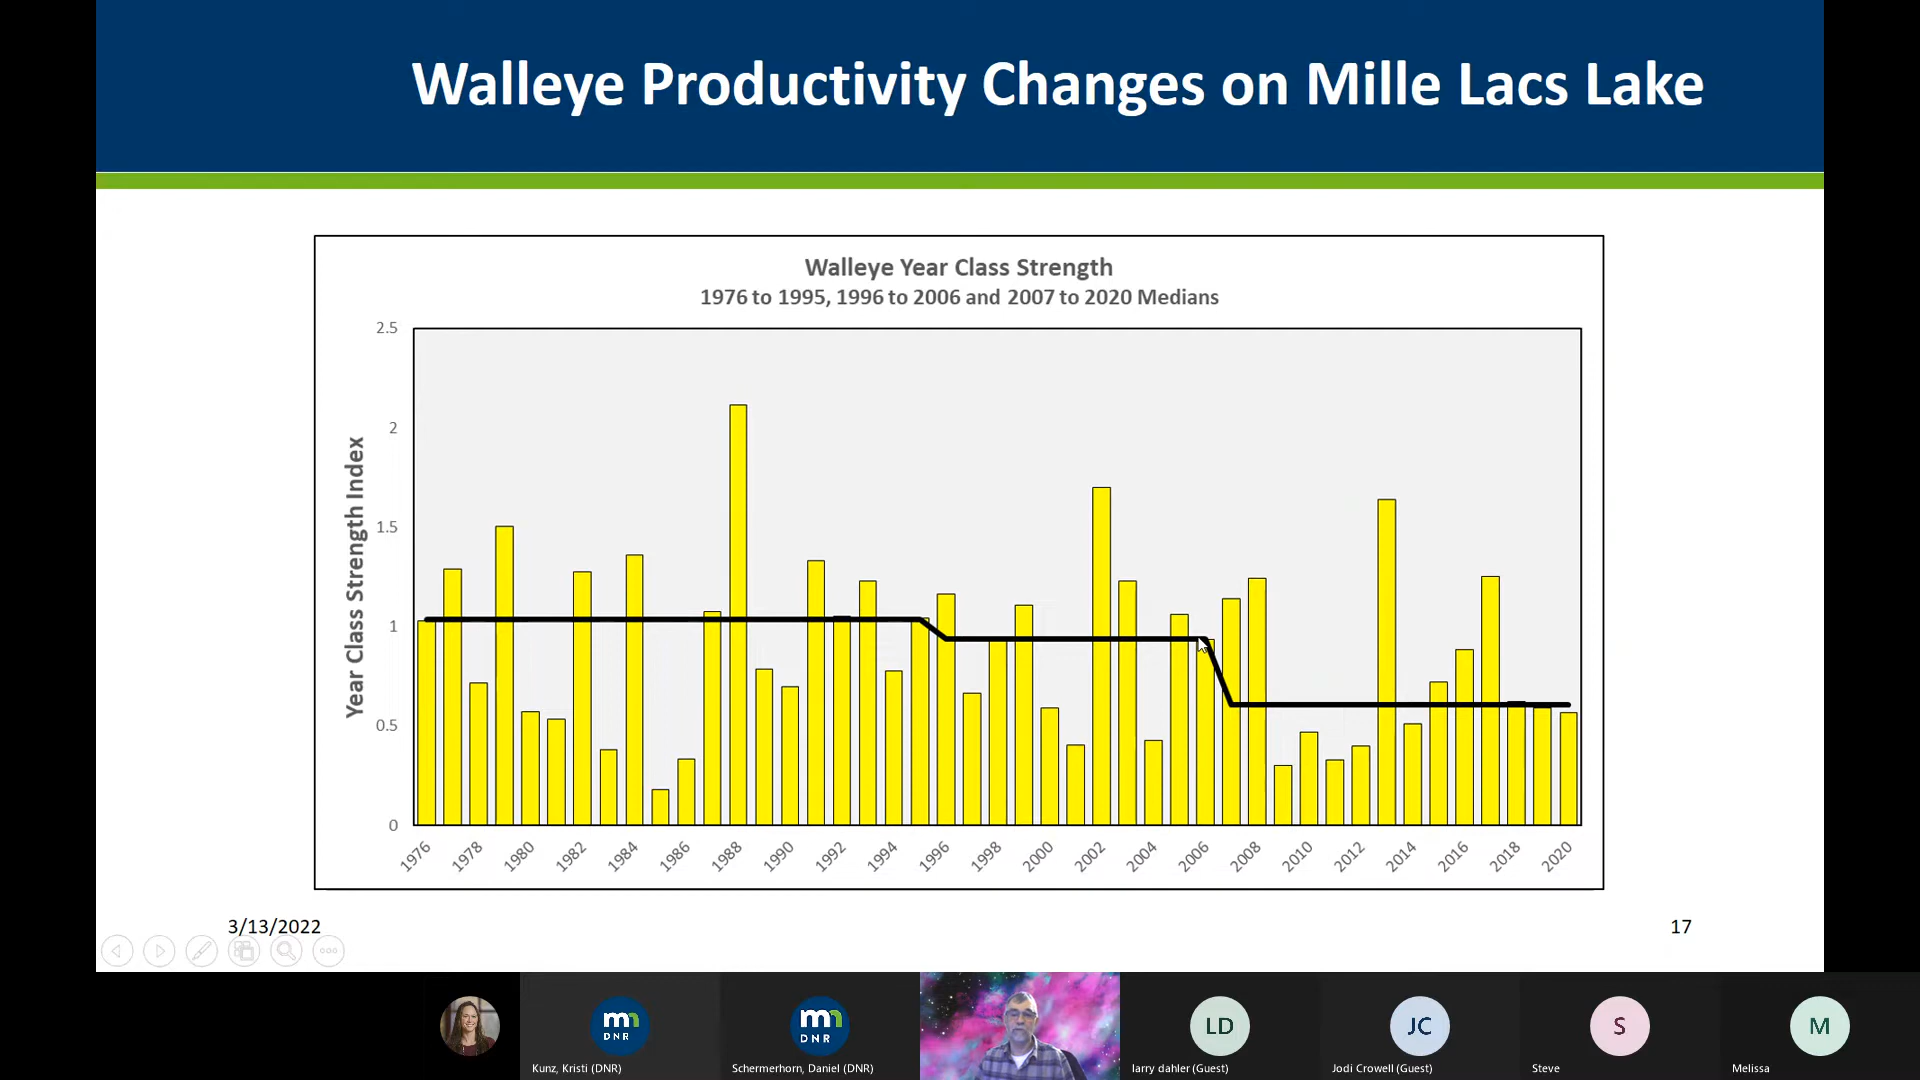 Walleye Productivity Changes on Mille Lacs Lake
Walleye Year Class Strength
1976 to 1995, 1996 to 2006 and 2007 to 2020 Medians
Year Class Strength Index
2.5
2
1.5
1
0.5
0
1976 1978 1980 1982 1984 1986 1988 1990 1992 1994 1996 1998 2000 2002 2004 2006 2008 2010 2012 2014 2016 2018 2020
3/13/2022
17
mn
DNR
Kunz, Kristi (DNR)
mn
DNR
Schermerhorn, Daniel (DNR)
LD
larry dahler (Guest)
JC
Jodi Crowell (Guest)
S
Steve
M
Melissa